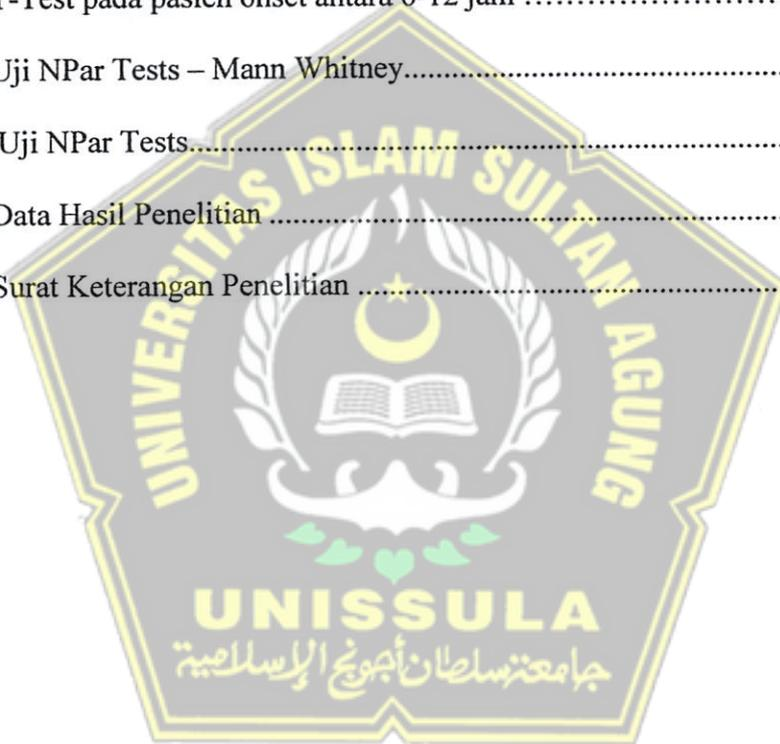 T-Test pada pasien onset antara 6-12 jam ....................
Uji NPar Tests – Mann Whitney....................
Uji NPar Tests....................
Data Hasil Penelitian ....................
Surat Keterangan Penelitian ....................
UNIVERSITAS ISLAM SULTAN AGUNG
UNISSULA
جامعة سلطان أجونج الإسلامية